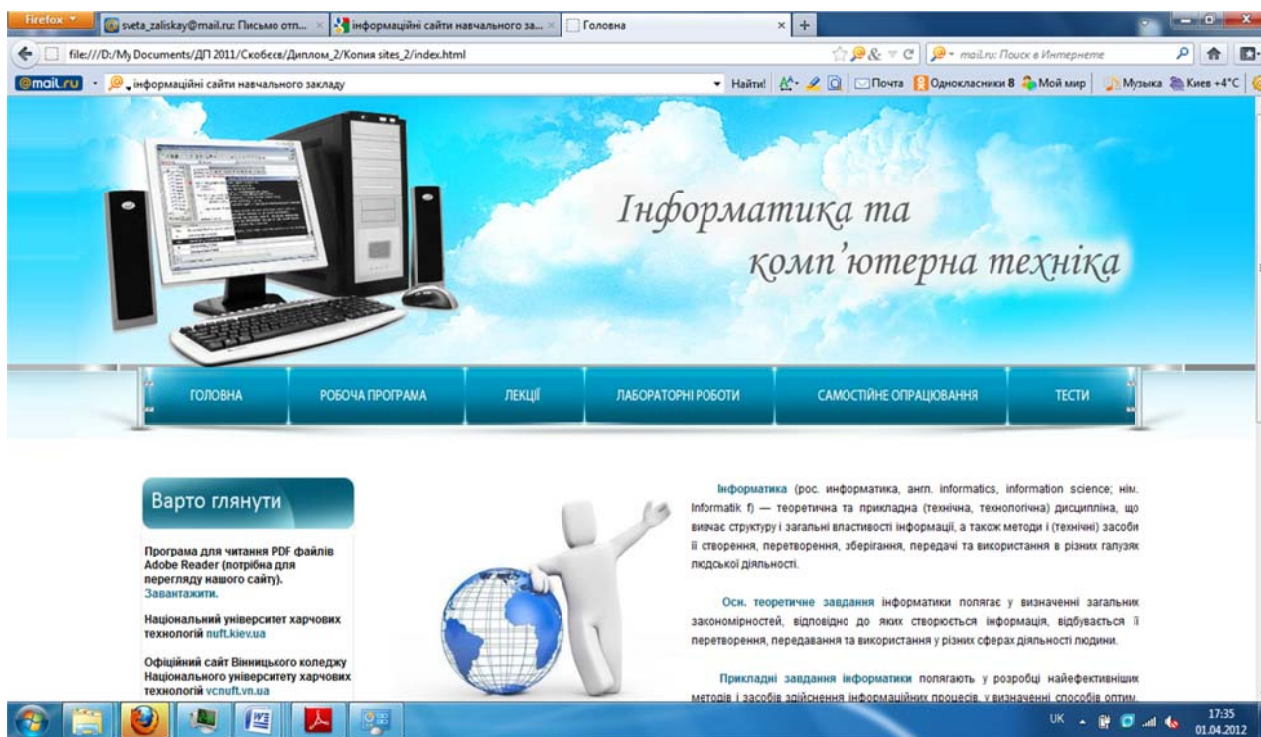 Firefox
sveta_zaliskay@mail.ru: Письмо отп...
інформаційні сайти навчального за...
Головна
file:///D:/My Documents/ДП 2011/Скобєєв/Диплом_2/Копия sites_2/index.html
mail.ru: Поиск в Интернете
@mail.ru
інформаційні сайти навчального закладу
Найти!
Почта
Однокласники 8
Мой мир
Музыка
Киев +4°C
Інформатика та
комп’ютерна техніка
ГОЛОВНА
РОБОЧА ПРОГРАМА
ЛЕКЦІЇ
ЛАБОРАТОРНІ РОБОТИ
САМОСТІЙНЕ ОПРАЦЮВАННЯ
ТЕСТИ
Варто глянути
Програма для читання PDF файлів
Adobe Reader (потрібна для
перегляду нашого сайту).
Завантажити.
Національний університет харчових
технологій nuft.kiev.ua
Офіційний сайт Вінницького коледжу
Національного університету харчових
технологій vcnuft.vn.ua
Інформатика (рос. информатика, англ. informatics, information science; нім.
Informatik f) — теоретична та прикладна (технічна, технологічна) дисципліна, що
вивчає структуру і загальні властивості інформації, а також методи і (технічні) засоби
її створення, перетворення, зберігання, передачі та використання в різних галузях
людської діяльності.
Осн. теоретичне завдання інформатики полягає у визначенні загальних
закономірностей, відповідно до яких створюється інформація, відбувається її
перетворення, передавання та використання у різних сферах діяльності людини.
Прикладні завдання інформатики полягають у розробці найефективніших
методів і засобів здійснення інформаційних процесів, у визначенні способів оптим.
UK
17:35
01.04.2012